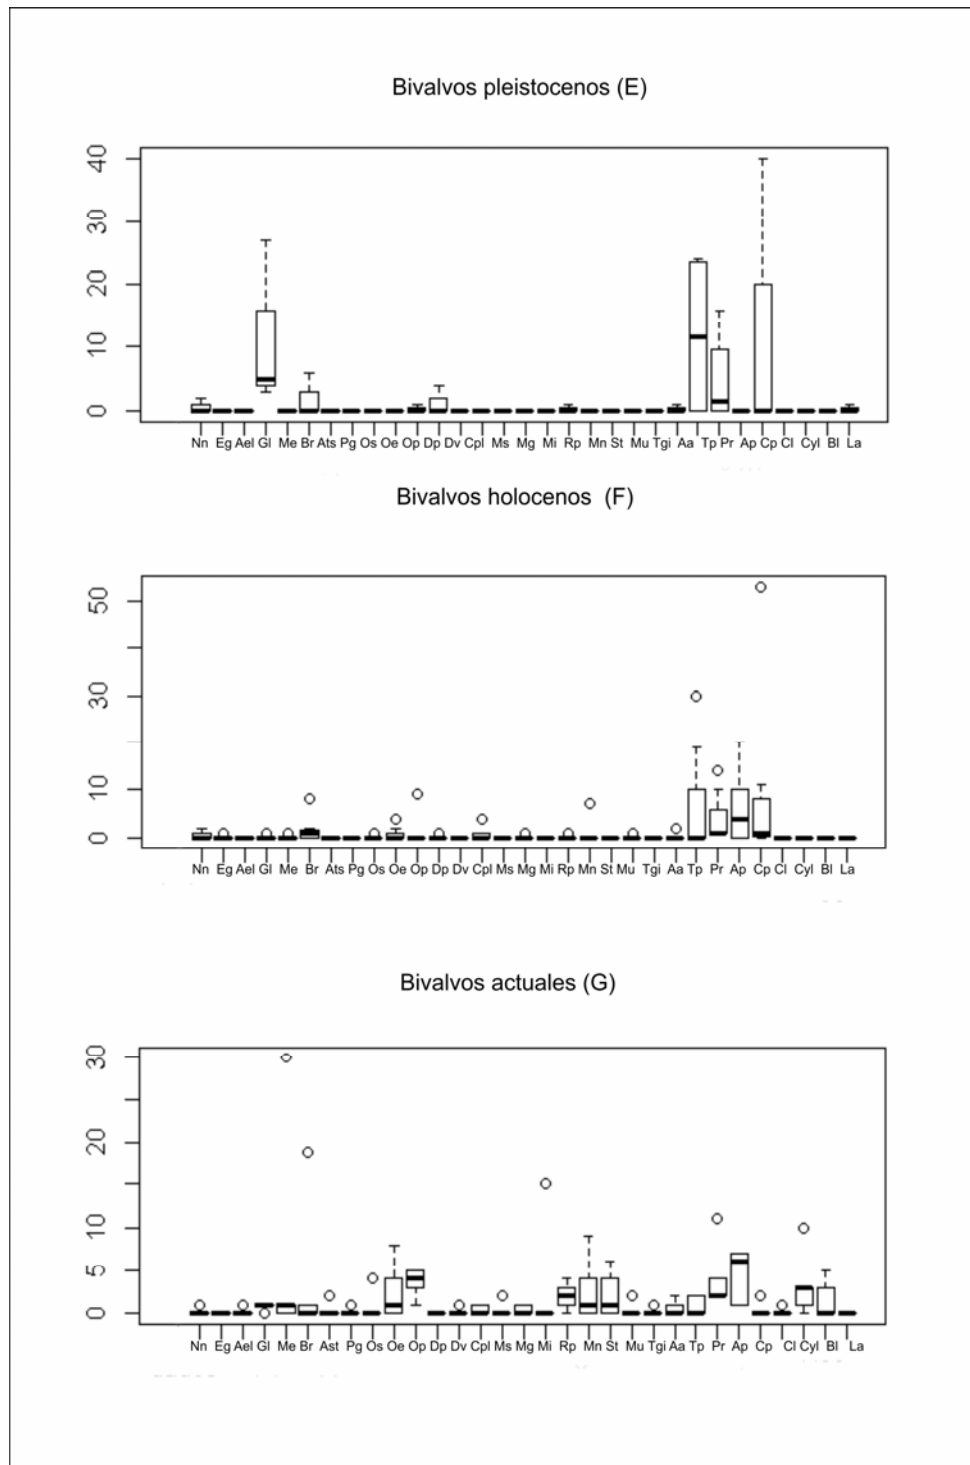 Bivalvos pleistocenos (E)
40
30
20
10
0
Nn Eg Ael Gl Me Br Ats Pg Os Oe Op Dp Dv Cpl Ms Mg Mi Rp Mn St Mu Tgi Aa Tp Pr Ap Cp Cl Cyl Bl La
Bivalvos holocenos (F)
50
30
10
0
Nn Eg Ael Gl Me Br Ats Pg Os Oe Op Dp Dv Cpl Ms Mg Mi Rp Mn St Mu Tgi Aa Tp Pr Ap Cp Cl Cyl Bl La
Bivalvos actuales (G)
30
20
10
5
0
Nn Eg Ael Gl Me Br Ast Pg Os Oe Op Dp Dv Cpl Ms Mg Mi Rp Mn St Mu Tgi Aa Tp Pr Ap Cp Cl Cyl Bl La